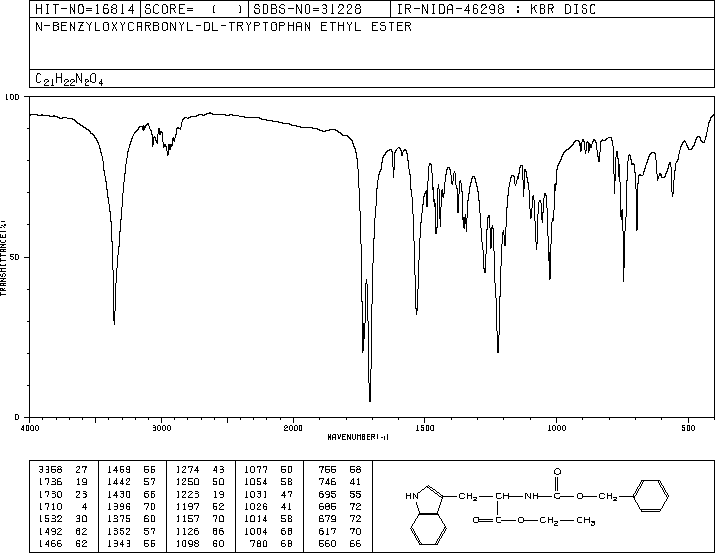 HIT-NO=16814 SCORE= ( ) SDBS-NO=31228 IR-NIDA-46298 : KBR DISC
N-BENZYLOXYCARBONYL-DL-TRYPTOPHAN ETHYL ESTER
C21H22N2O4
100
50
0
TRANSMITTANCE(%)
4000 3000 2000 1500 1000 500
WAVENUMBER(-1)
3368 27 1469 66 1274 43 1077 50 766 68
1736 19 1442 57 1250 50 1054 58 746 41
1730 23 1430 66 1223 19 1031 47 695 55
1710 4 1396 70 1197 52 1026 41 685 72
1532 30 1375 60 1157 70 1014 58 679 72
1492 62 1352 57 1126 66 1004 68 617 70
1466 62 1343 56 1098 60 780 68 560 66
O
HN CH2 CH NH C O CH2
C O CH2 CH3
O